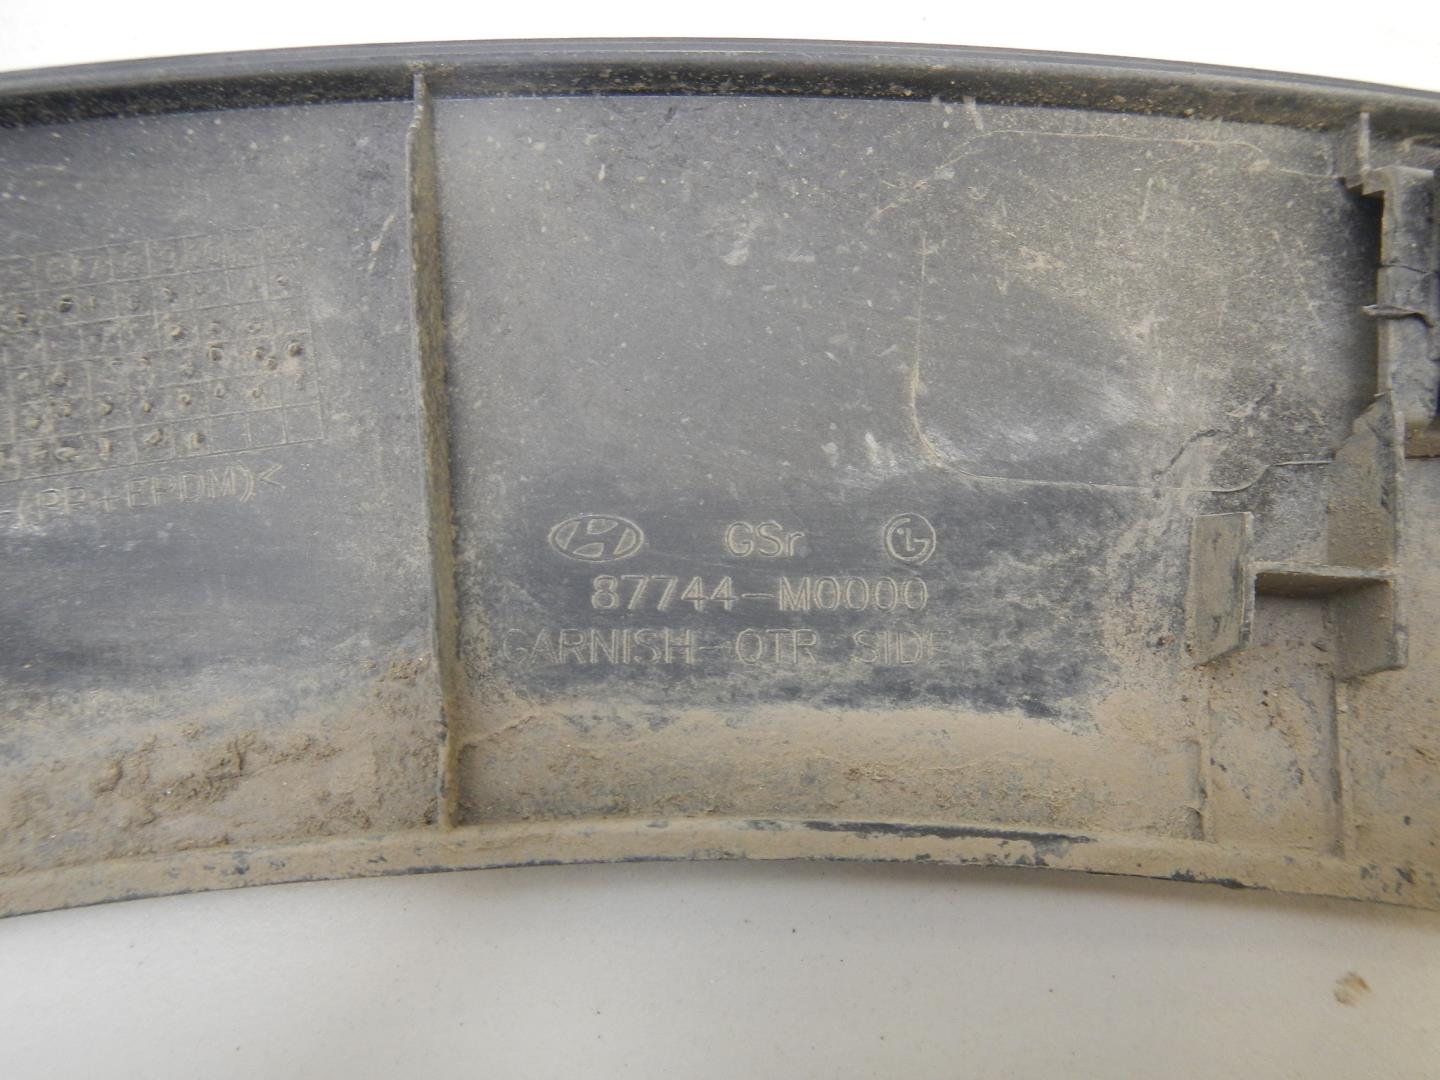 (PP+EPDM)<
GSr
87744-M0000
GARNISH-QTR SIDE